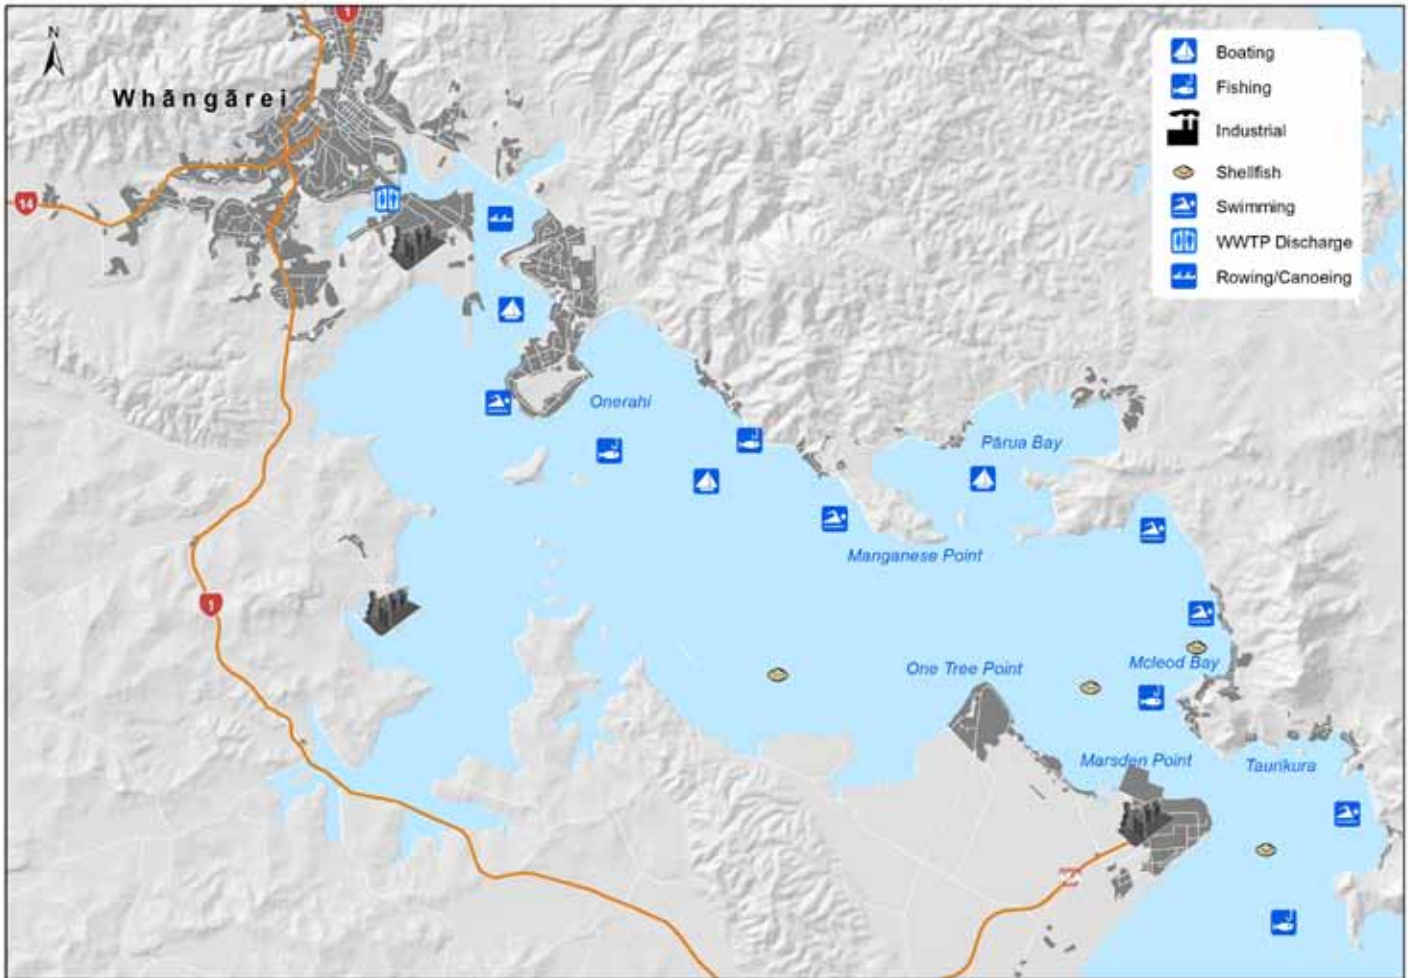 N
1
Whāngārei
14
Boating
Fishing
Industrial
Shellfish
Swimming
WWTP Discharge
Rowing/Canoeing
Onerahi
Pārua Bay
Manganese Point
1
One Tree Point
Mcleod Bay
Marsden Point
Taurikura